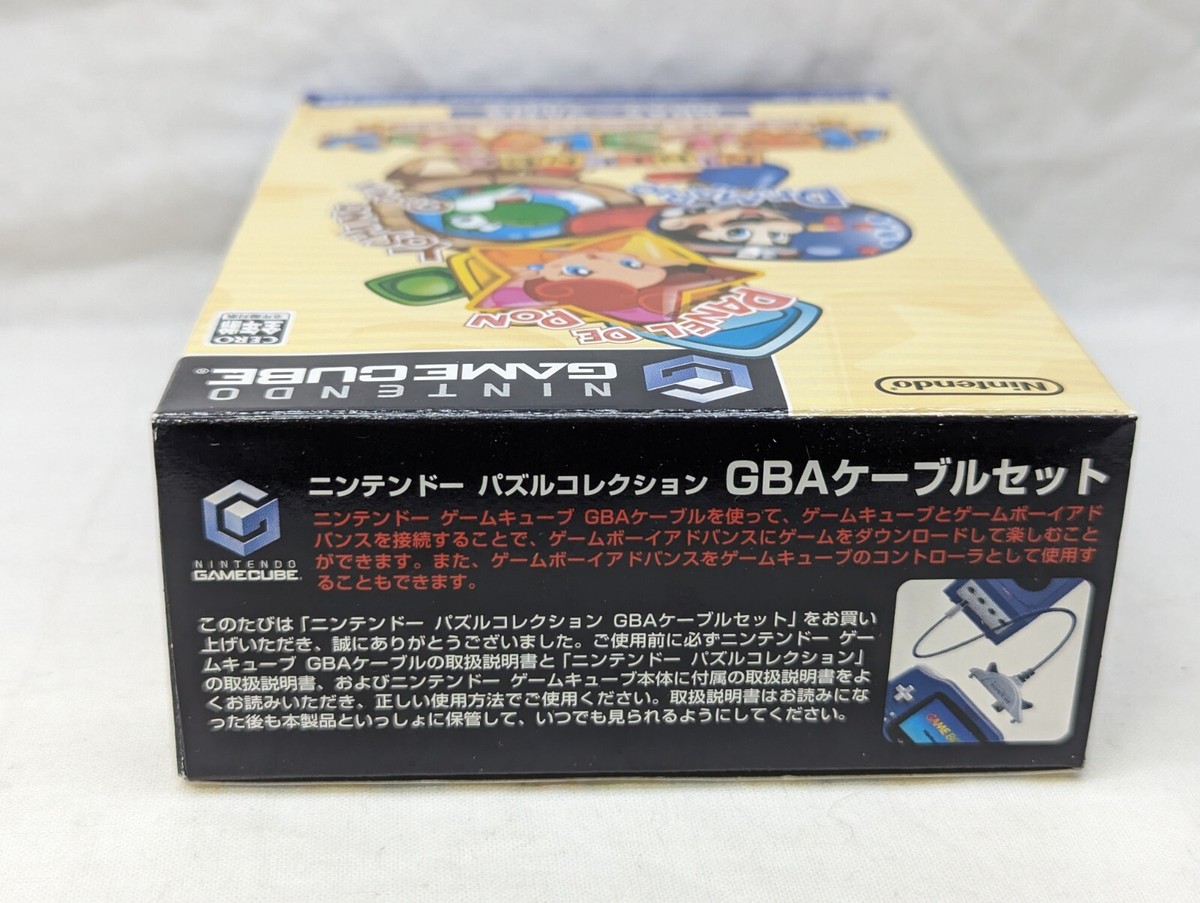 DR.MARIO
YOSHI NO
PANEL
DE
PON
CERO
全年齢
NINTENDO
GAMECUBE®
Nintendo
ニンテンドー パズルコレクション GBAケーブルセット
NINTENDO
GAMECUBE
ニンテンドー ゲームキューブ GBAケーブルを使って、ゲームキューブとゲームボーイアド
バンスを接続することで、ゲームボーイアドバンスにゲームをダウンロードして楽しむこと
ができます。また、ゲームボーイアドバンスをゲームキューブのコントローラとして使用す
ることもできます。
このたびは「ニンテンドー パズルコレクション GBAケーブルセット」をお買い
上げいただき、誠にありがとうございました。ご使用前に必ずニンテンドー ゲー
ムキューブ GBAケーブルの取扱説明書と「ニンテンドー パズルコレクション」
の取扱説明書、およびニンテンドー ゲームキューブ本体に付属の取扱説明書をよ
くお読みいただき、正しい使用方法でご使用ください。取扱説明書はお読みにな
った後も本製品といっしょに保管して、いつでも見られるようにしてください。
GAME B